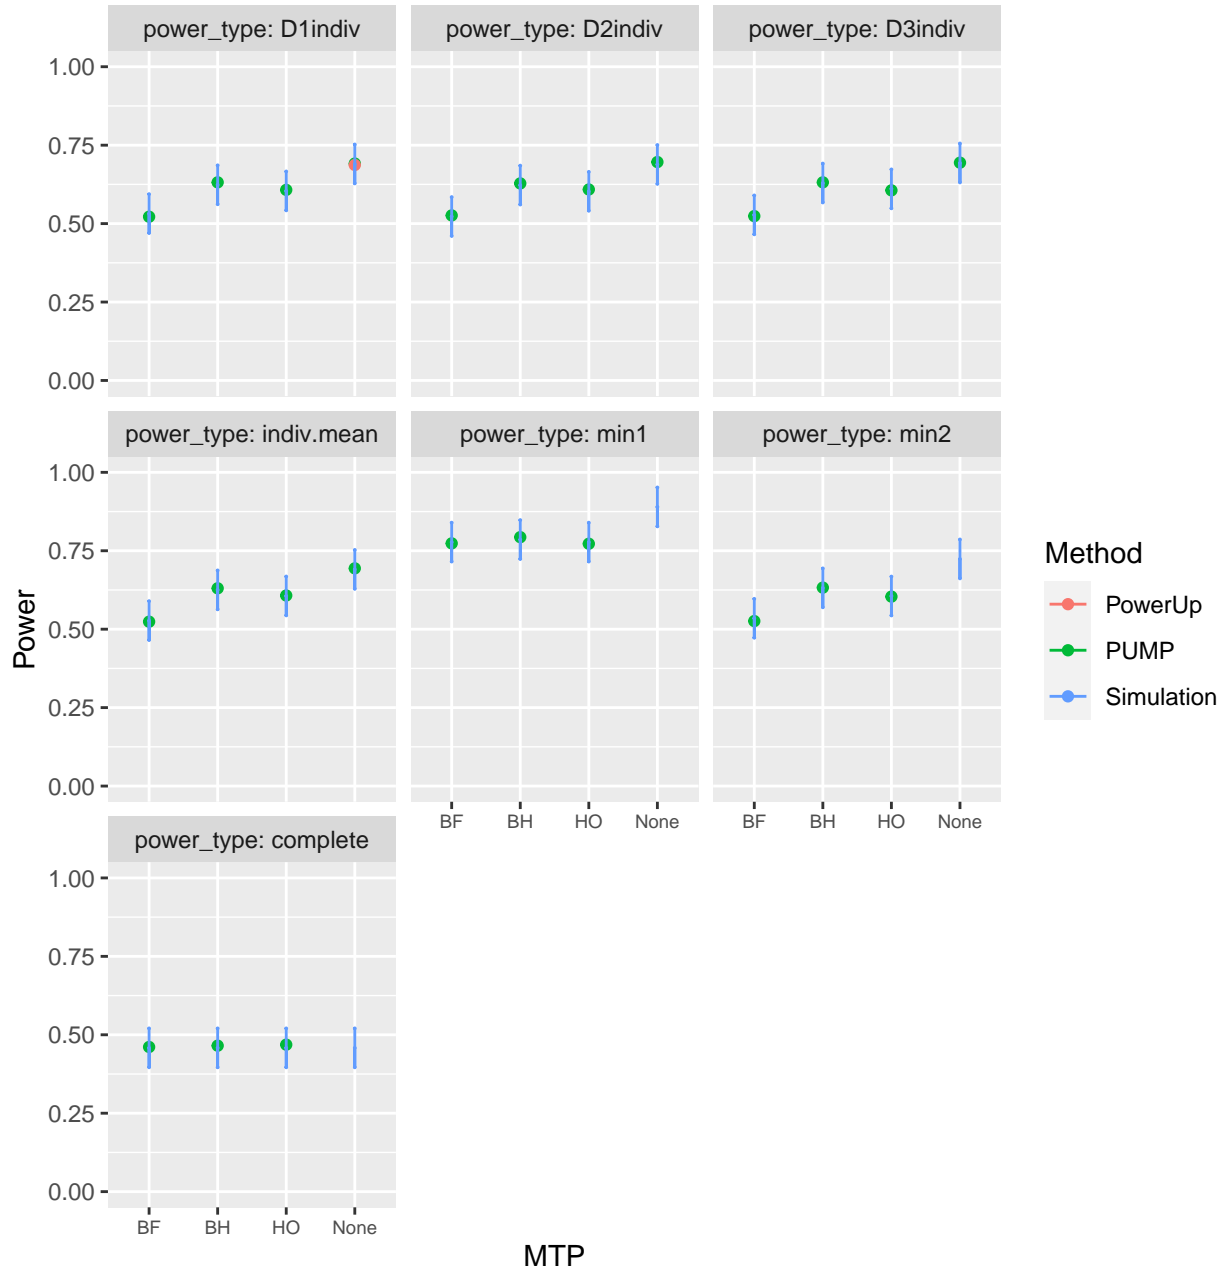 power_type: D1indiv
power_type: D2indiv
power_type: D3indiv
1.00
0.75
0.50
0.25
0.00
power_type: indiv.mean
power_type: min1
power_type: min2
1.00
0.75
0.50
0.25
0.00
BF BH HO None
BF BH HO None
power_type: complete
1.00
0.75
0.50
0.25
0.00
BF BH HO None
MTP
Power
Method
PowerUp
PUMP
Simulation